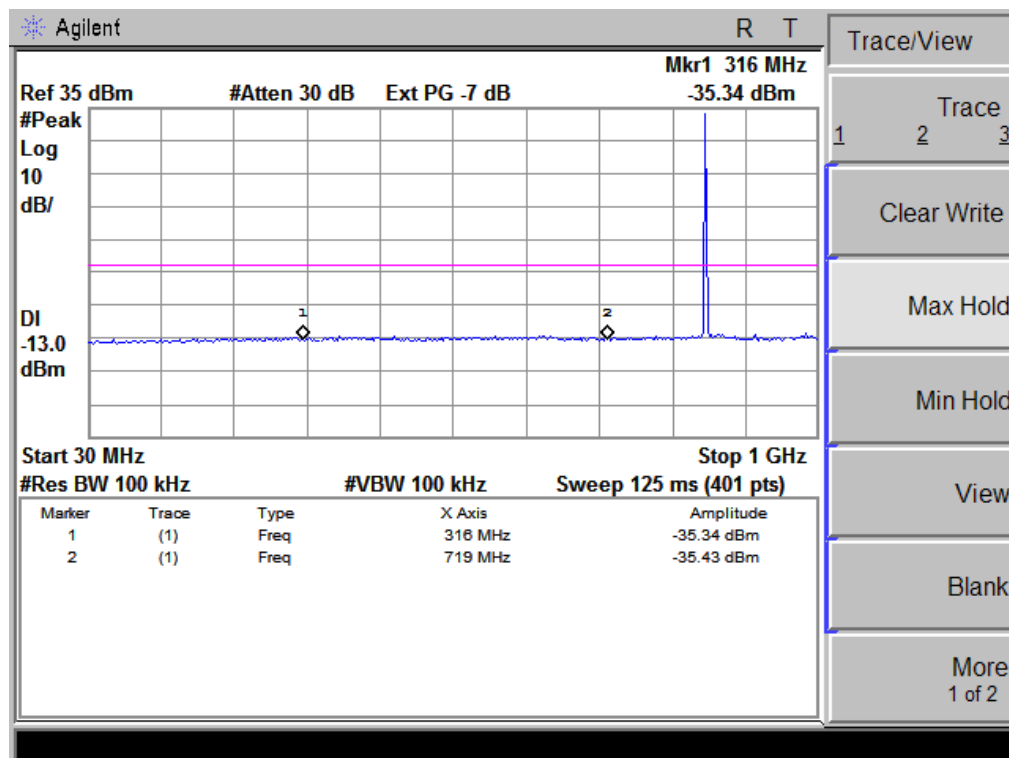 Agilent R T
Mkr1 316 MHz
Ref 35 dBm #Atten 30 dB Ext PG -7 dB -35.34 dBm
#Peak
Log
10
dB/
DI
-13.0
dBm
1 2
Start 30 MHz Stop 1 GHz
#Res BW 100 kHz #VBW 100 kHz Sweep 125 ms (401 pts)
Marker Trace Type X Axis Amplitude
1 (1) Freq 316 MHz -35.34 dBm
2 (1) Freq 719 MHz -35.43 dBm
Trace/View
Trace
1 2 3
Clear Write
Max Hold
Min Hold
View
Blank
More
1 of 2